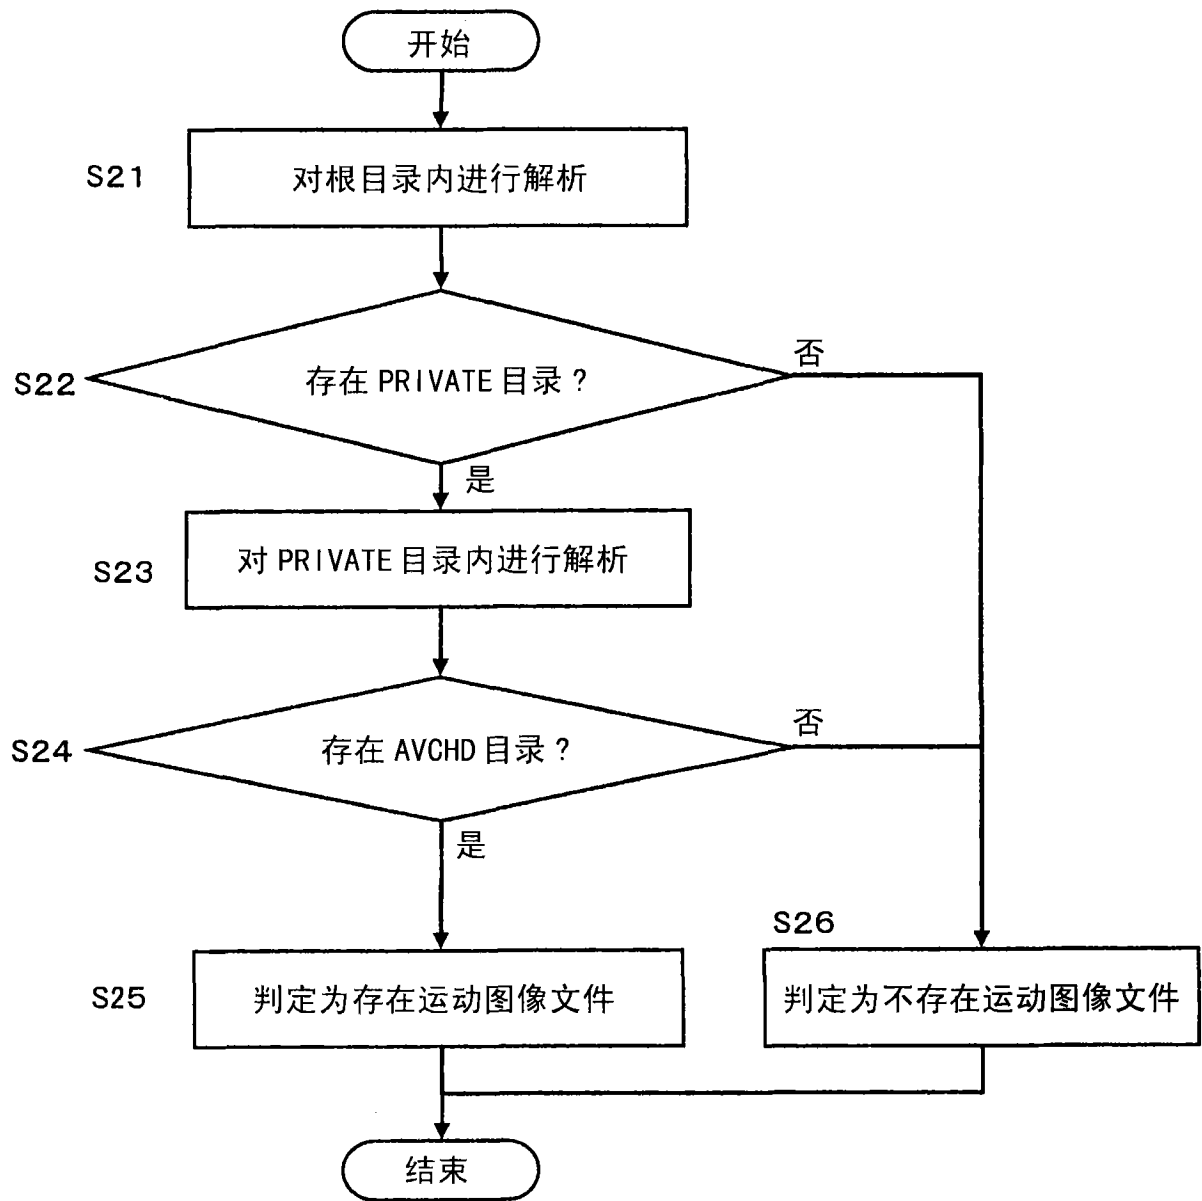 开始
S21
对根目录内进行解析
S22
存在 PRIVATE 目录?
否
是
S23
对 PRIVATE 目录内进行解析
S24
存在 AVCHD 目录?
否
是
S25
判定为存在运动图像文件
S26
判定为不存在运动图像文件
结束